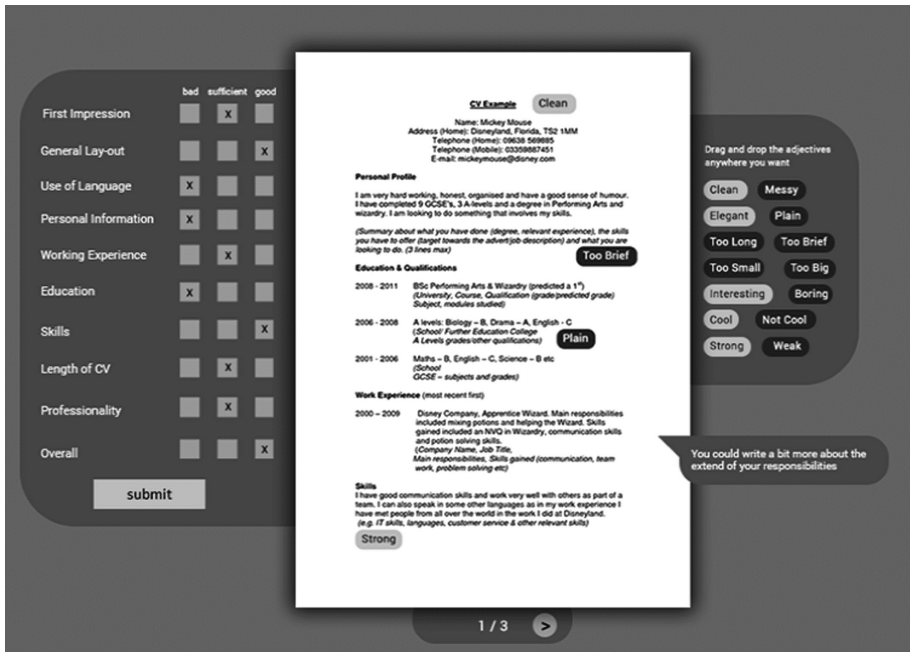 bad sufficient good
First Impression X
General Lay-out X
Use of Language X
Personal Information X
Working Experience X
Education X
Skills X
Length of CV X
Professionality X
Overall X
submit
CV Example Clean
Name: Mickey Mouse
Address (Home): Disneyland, Florida, TS2 1MM
Telephone (Home): 09638 569885
Telephone (Mobile): 03359887451
E-mail: mickeymouse@disney.com
Personal Profile
I am very hard working, honest, organised and have a good sense of humour.
I have completed 9 GCSE's, 3 A-levels and a degree in Performing Arts and
wizardry. I am looking to do something that involves my skills.
(Summary about what you have done (degree, relevant experience), the skills
you have to offer (target towards the advert/job description) and what you are
looking to do. (3 lines max)
Too Brief
Education & Qualifications
2008 - 2011 BSc Performing Arts & Wizardry (predicted a 1st)
(University, Course, Qualification (grade/predicted grade)
Subject, modules studied)
2006 - 2008 A levels: Biology – B, Drama – A, English - C
(School/ Further Education College
A Levels grades/other qualifications)
Plain
2001 - 2006 Maths – B, English – C, Science – B etc
(School
GCSE – subjects and grades)
Work Experience (most recent first)
2000 – 2009 Disney Company, Apprentice Wizard. Main responsibilities
included mixing potions and helping the Wizard. Skills
gained included an NVQ in Wizardry, communication skills
and potion solving skills.
(Company Name, Job Title,
Main responsibilities, Skills gained (communication, team
work, problem solving etc)
Skills
I have good communication skills and work very well with others as part of a
team. I can also speak in some other languages as in my work experience I
have met people from all over the world in the work I did at Disneyland.
(e.g. IT skills, languages, customer service & other relevant skills)
Strong
1 / 3 >
Drag and drop the adjectives
anywhere you want
Clean Messy
Elegant Plain
Too Long Too Brief
Too Small Too Big
Interesting Boring
Cool Not Cool
Strong Weak
You could write a bit more about the
extend of your responsibilities